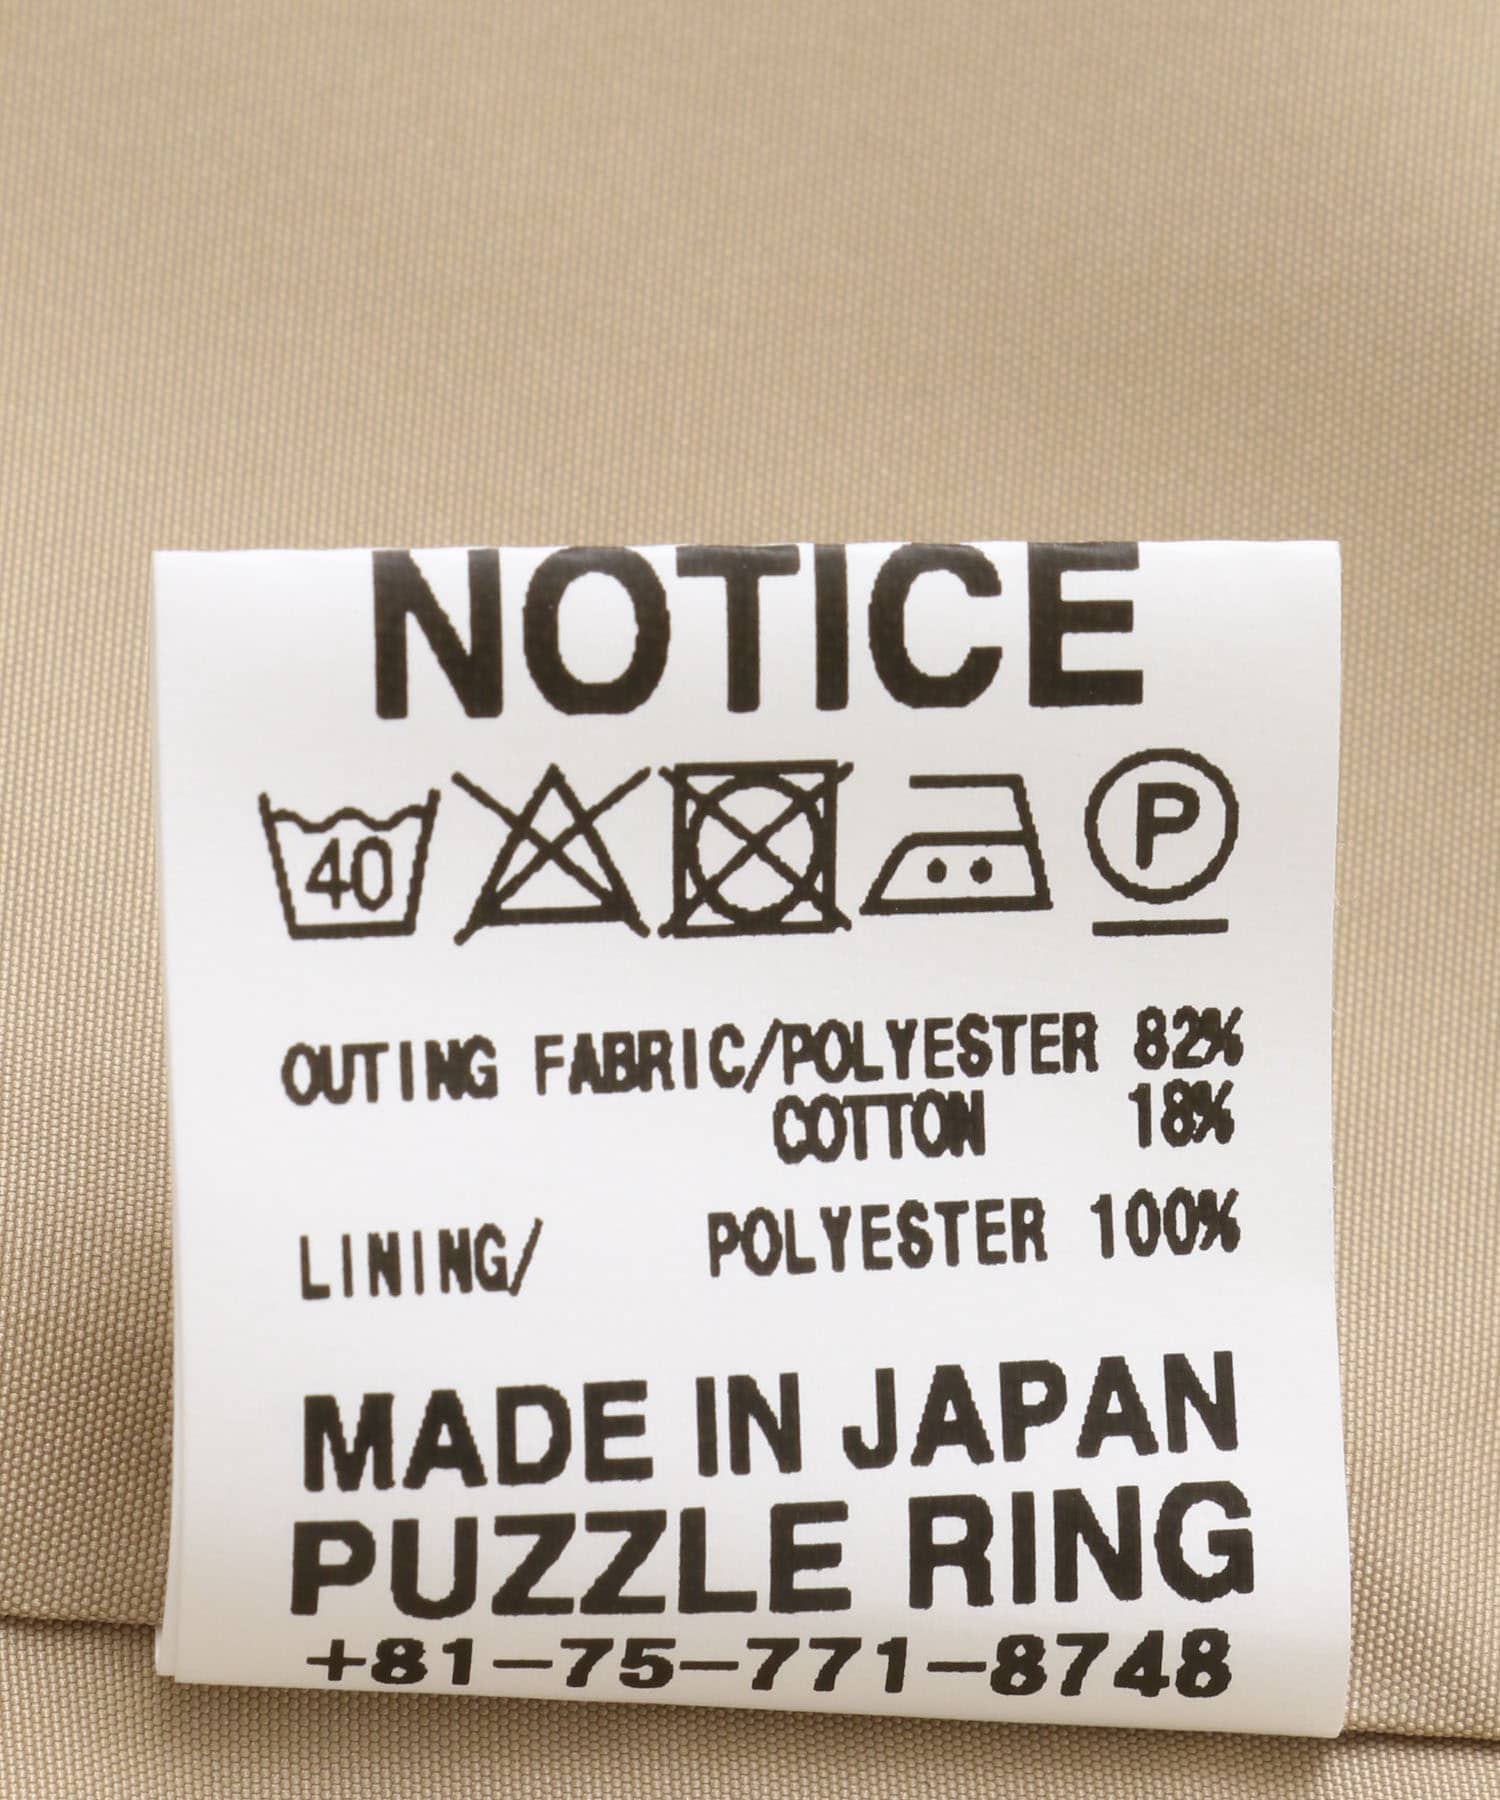 NOTICE
40 P
OUTING FABRIC/POLYESTER 82%
COTTON 18%
LINING/ POLYESTER 100%
MADE IN JAPAN
PUZZLE RING
+81-75-771-8748